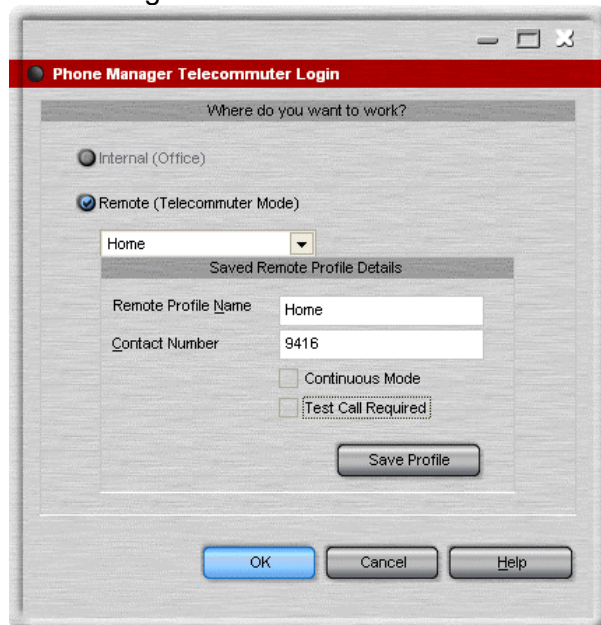 Phone Manager Telecommuter Login
Where do you want to work?
Internal (Office)
Remote (Telecommuter Mode)
Home
Saved Remote Profile Details
Remote Profile Name Home
Contact Number 9416
Continuous Mode
Test Call Required
Save Profile
OK Cancel Help